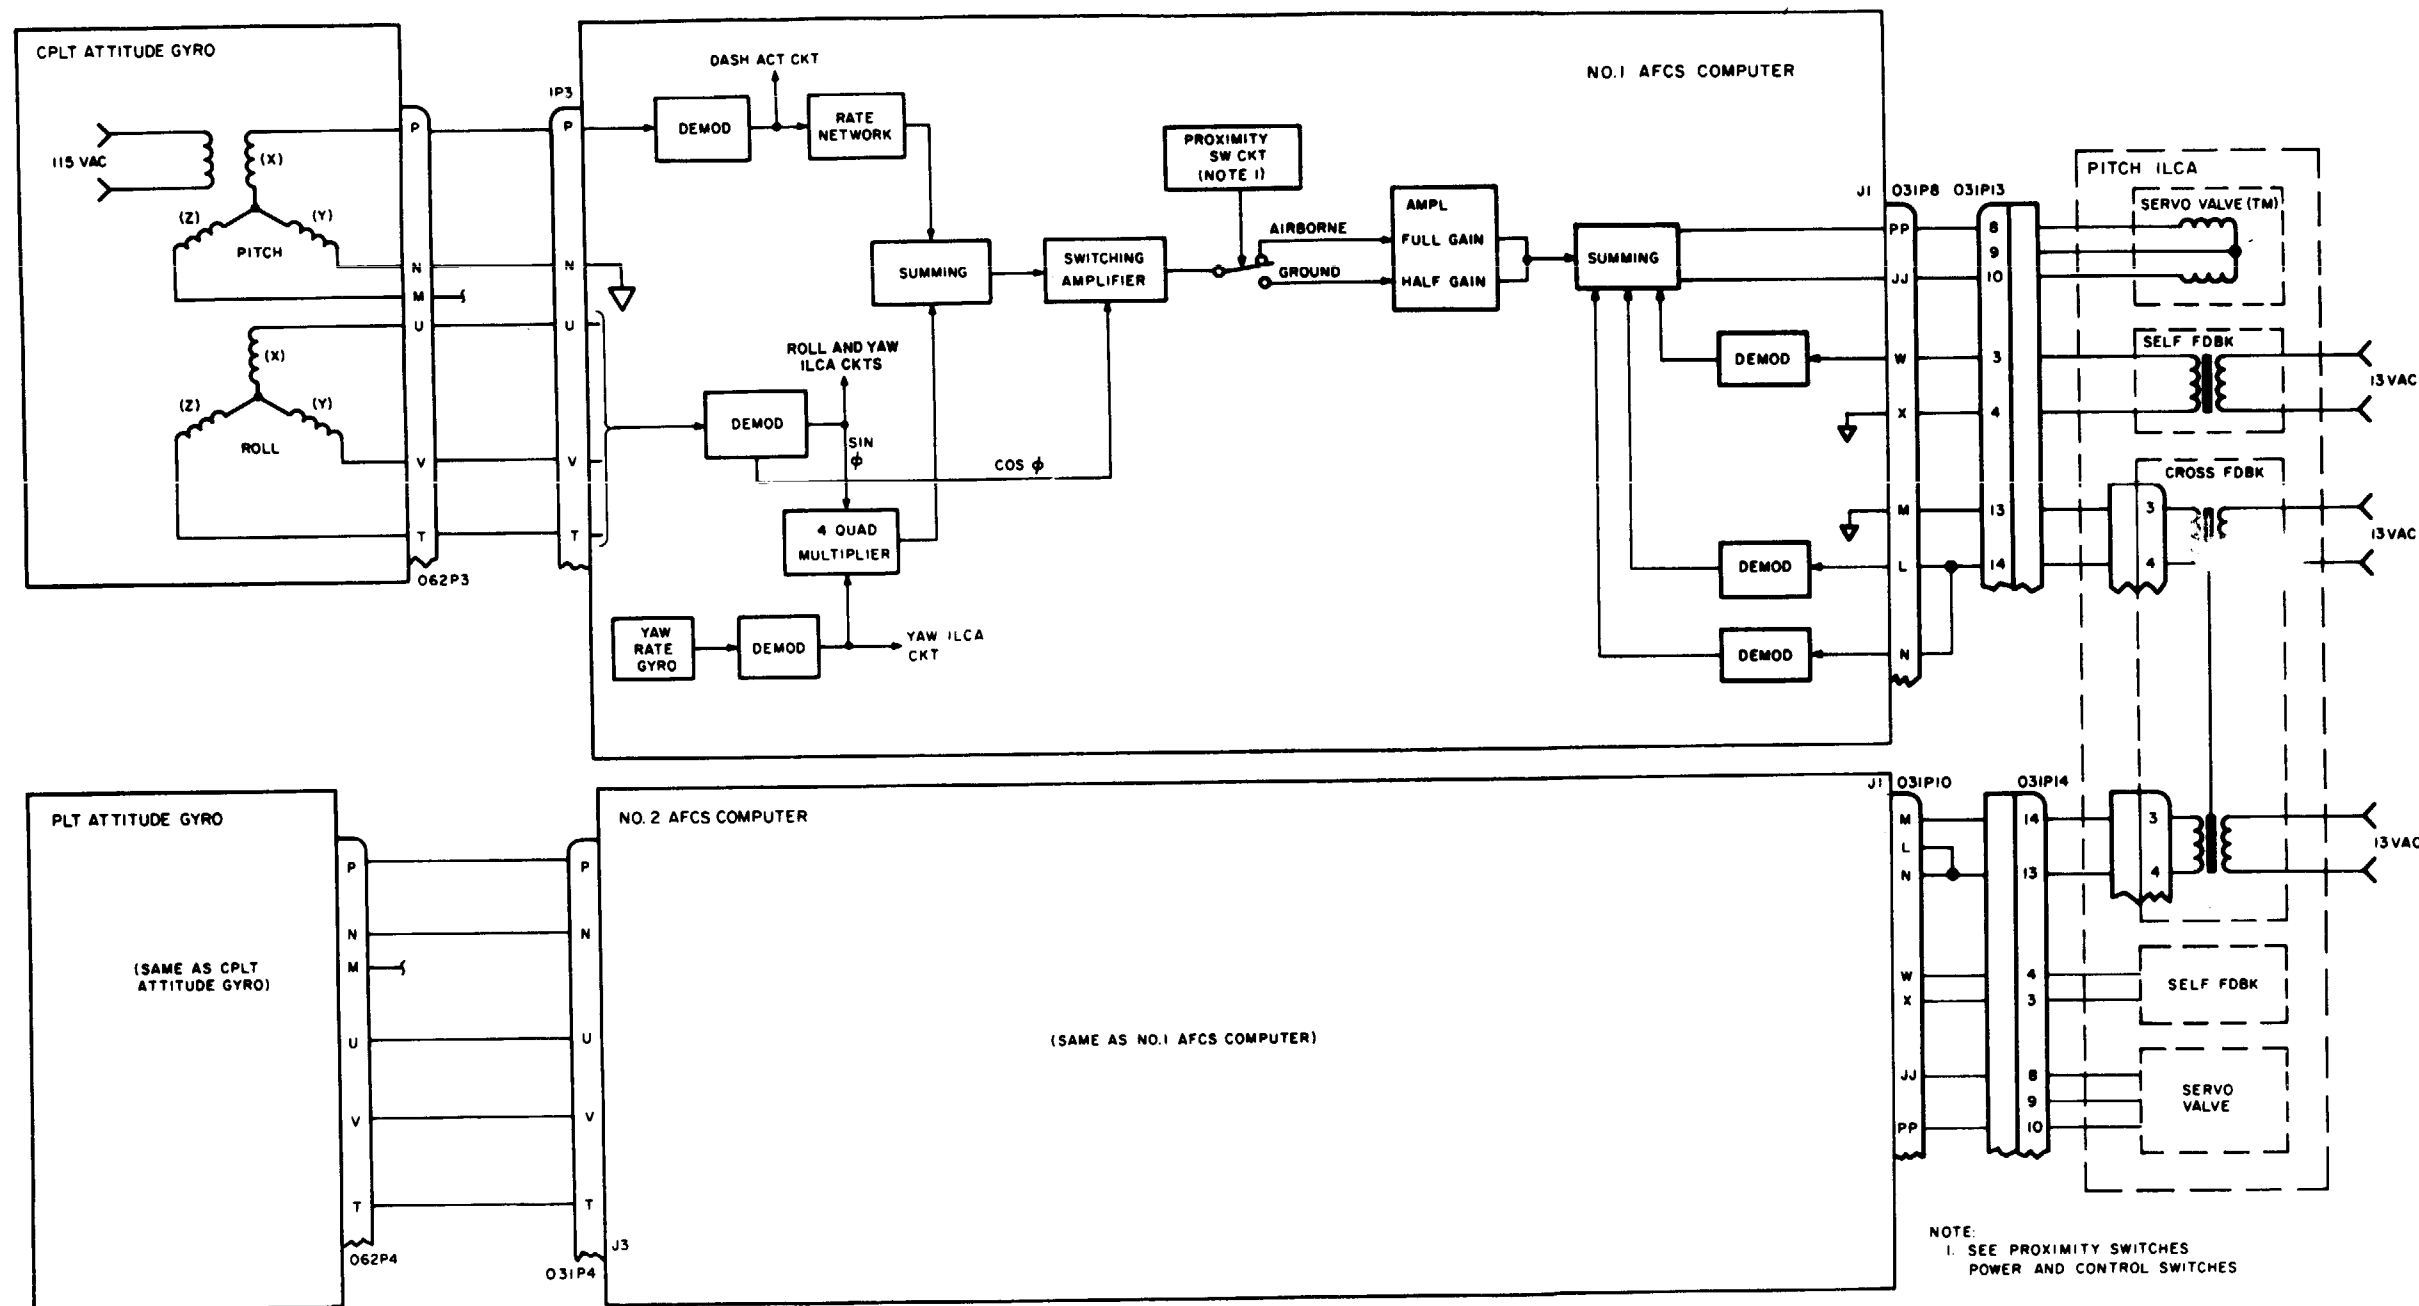 CPLT ATTITUDE GYRO
115 VAC
(X)
(Z)
(Y)
PITCH
(X)
(Z)
(Y)
ROLL
P
N
M
U
V
T
062P3
1P3
P
N
U
V
T
NO.1 AFCS COMPUTER
DASH ACT CKT
DEMOD
RATE
NETWORK
SUMMING
SWITCHING
AMPLIFIER
PROXIMITY
SW CKT
(NOTE 1)
AIRBORNE
GROUND
AMPL
FULL GAIN
HALF GAIN
SUMMING
ROLL AND YAW
ILCA CKTS
DEMOD
SIN
ϕ
COS ϕ
4 QUAD
MULTIPLIER
YAW
RATE
GYRO
DEMOD
YAW ILCA
CKT
DEMOD
DEMOD
DEMOD
J1
031P8
031P13
PP
JJ
W
X
M
L
N
8
9
10
3
4
13
14
PITCH ILCA
SERVO VALVE (TM)
SELF FDBK
13 VAC
CROSS FDBK
3
4
13 VAC
PLT ATTITUDE GYRO
(SAME AS CPLT
ATTITUDE GYRO)
P
N
M
U
V
T
062P4
P
N
U
V
T
J3
031P4
NO. 2 AFCS COMPUTER
(SAME AS NO.1 AFCS COMPUTER)
J1
031P10
031P14
M
L
N
W
X
JJ
PP
14
13
4
3
8
9
10
3
4
13 VAC
SELF FDBK
SERVO
VALVE
NOTE:
1. SEE PROXIMITY SWITCHES
POWER AND CONTROL SWITCHES